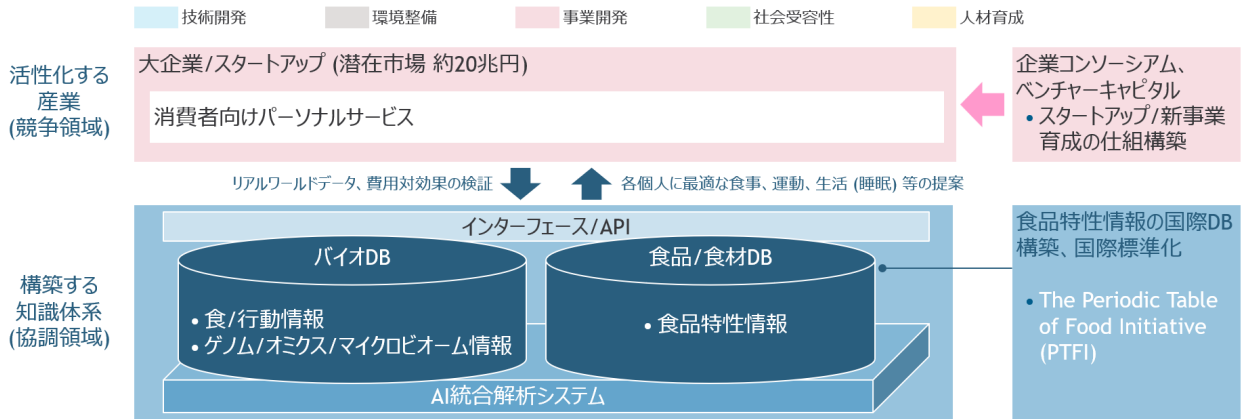 技術開発
環境整備
事業開発
社会受容性
人材育成
活性化する
産業
(競争領域)
大企業/スタートアップ (潜在市場 約20兆円)
消費者向けパーソナルサービス
企業コンソーシアム、
ベンチャーキャピタル
• スタートアップ/新事業
育成の仕組構築
リアルワールドデータ、費用対効果の検証
各個人に最適な食事、運動、生活 (睡眠) 等の提案
構築する
知識体系
(協調領域)
インターフェース/API
バイオDB
• 食/行動情報
• ゲノム/オミクス/マイクロビオーム情報
食品/食材DB
• 食品特性情報
AI統合解析システム
食品特性情報の国際DB
構築、国際標準化
• The Periodic Table
of Food Initiative
(PTFI)